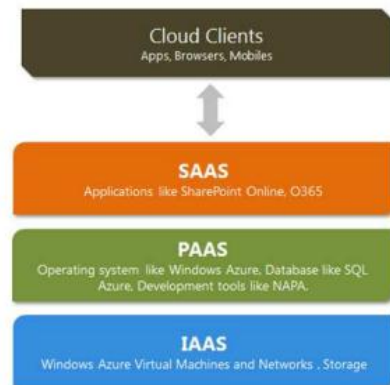 Cloud Clients
Apps, Browsers, Mobiles
SAAS
Applications like SharePoint Online, O365
PAAS
Operating system like Windows Azure, Database like SQL
Azure, Development tools like NAPA.
IAAS
Windows Azure Virtual Machines and Networks , Storage